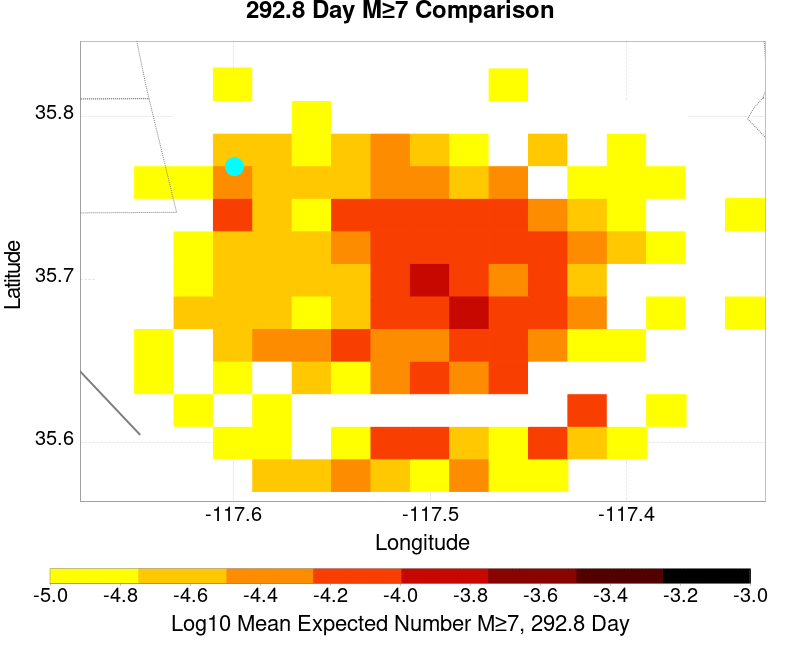 292.8 Day M≥7 Comparison
35.8
35.7
35.6
Latitude
-117.6 -117.5 -117.4
Longitude
-5.0 -4.8 -4.6 -4.4 -4.2 -4.0 -3.8 -3.6 -3.4 -3.2 -3.0
Log10 Mean Expected Number M≥7, 292.8 Day